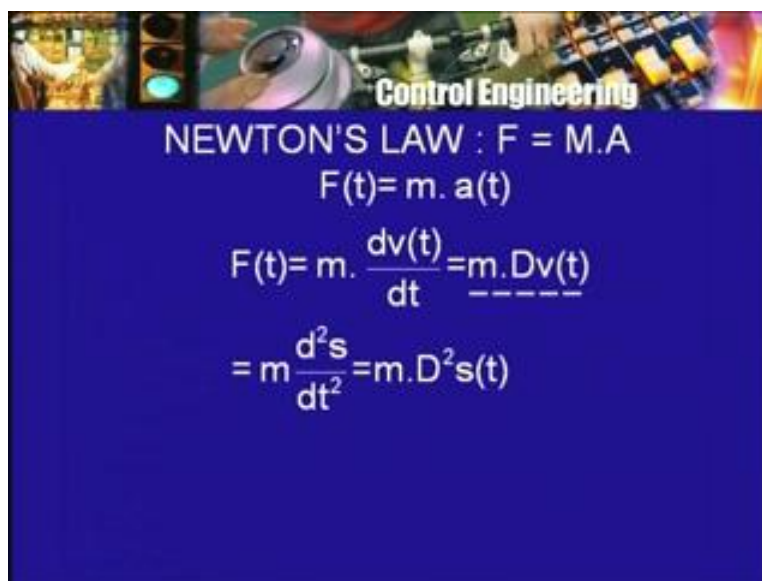 Control Engineering
NEWTON'S LAW : F = M.A
F(t)= m. a(t)
F(t)= m. dv(t)/dt =m.Dv(t)
= m d²s/dt² =m.D²s(t)